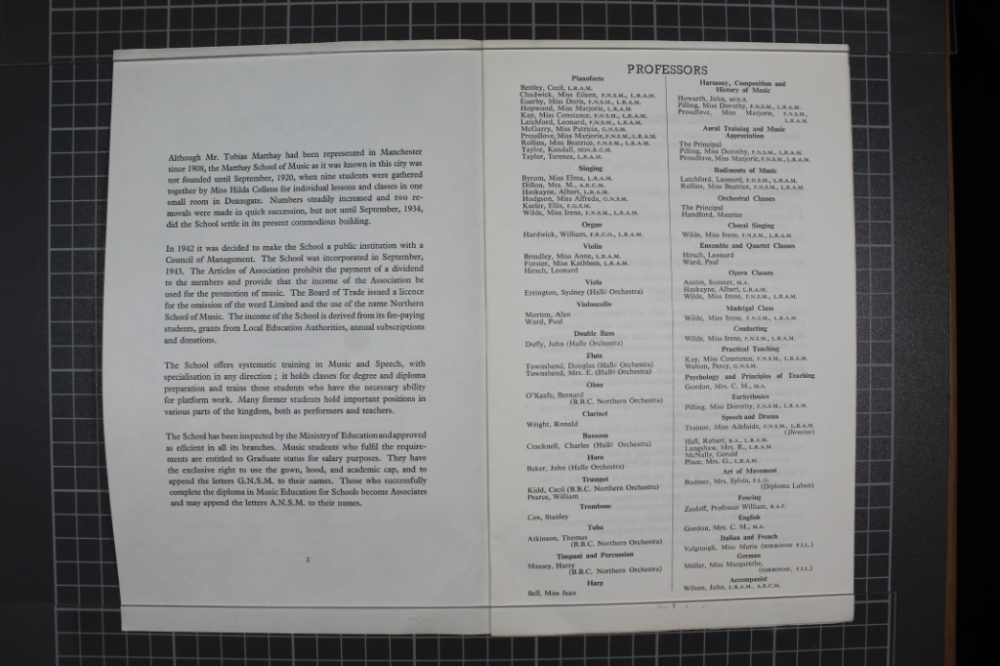 Although Mr. Tobias Matthay had been represented in Manchester
since 1908, the Matthay School of Music as it was known in this city was
not founded until September, 1920, when nine students were gathered
together by Miss Hilda Collens for individual lessons and classes in one
small room in Deansgate. Numbers steadily increased and two re-
movals were made in quick succession, but not until September, 1934,
did the School settle in its present commodious building.
In 1942 it was decided to make the School a public institution with a
Council of Management. The School was incorporated in September,
1943. The Articles of Association prohibit the payment of a dividend
to the members and provide that the income of the Association be
used for the promotion of music. The Board of Trade issued a licence
for the omission of the word Limited and the use of the name Northern
School of Music. The income of the School is derived from its fee-paying
students, grants from Local Education Authorities, annual subscriptions
and donations.
The School offers systematic training in Music and Speech, with
specialisation in any direction ; it holds classes for degree and diploma
preparation and trains those students who have the necessary ability
for platform work. Many former students hold important positions in
various parts of the kingdom, both as performers and teachers.
The School has been inspected by the Ministry of Education and approved
as efficient in all its branches. Music students who fulfil the require-
ments are entitled to Graduate status for salary purposes. They have
the exclusive right to use the gown, hood, and academic cap, and to
append the letters G.N.S.M. to their names. Those who successfully
complete the diploma in Music Education for Schools become Associates
and may append the letters A.N.S.M. to their names.
2
PROFESSORS
Pianoforte
Bettley, Cecil, L.R.A.M.
Chadwick, Miss Eileen, F.N.S.M., L.R.A.M.
Euerby, Miss Doris, F.N.S.M., L.R.A.M.
Hopwood, Miss Marjorie, L.R.A.M.
Kay, Miss Constance, F.N.S.M., L.R.A.M.
Latchford, Leonard, F.N.S.M., L.R.A.M.
McGarry, Miss Patricia, G.N.S.M.
Proudlove, Miss Marjorie, F.N.S.M., L.R.A.M.
Rollins, Miss Beatrice, F.N.S.M., L.R.A.M.
Taylor, Kendall, HON.R.C.M.
Taylor, Terence, L.R.A.M.
Singing
Byrom, Miss Elma, L.R.A.M.
Dillon, Mrs. M., A.R.C.M.
Haskayne, Albert, L.R.A.M.
Hodgson, Miss Alfreda, G.N.S.M.
Keeler, Ellis, F.G.S.M.
Wilde, Miss Irene, F.N.S.M., L.R.A.M.
Organ
Hardwick, William, F.R.C.O., L.R.A.M.
Violin
Brindley, Miss Anne, L.R.A.M.
Forster, Miss Kathleen, L.R.A.M.
Hirsch, Leonard
Viola
Errington, Sydney (Hallé Orchestra)
Violoncello
Morton, Alan
Ward, Paul
Double Bass
Duffy, John (Halle Orchestra)
Flute
Townshend, Douglas (Hallé Orchestra)
Townshend, Mrs. E. (Hallé Orchestra)
Oboe
O'Keefe, Bernard
(B.B.C. Northern Orchestra)
Clarinet
Wright, Ronald
Bassoon
Cracknell, Charles (Hallé Orchestra)
Horn
Baker, John (Halle Orchestra)
Trumpet
Kidd, Cecil (B.B.C. Northern Orchestra)
Pearce, William
Trombone
Cox, Stanley
Tuba
Atkinson, Thomas
(B.B.C. Northern Orchestra)
Timpani and Percussion
Massey, Harry
(B.B.C. Northern Orchestra)
Harp
Bell, Miss Jean
Harmony, Composition and
History of Music
Howarth, John, MUS.B.
Pilling, Miss Dorothy, F.N.S.M., L.R.A.M.
Proudlove, Miss Marjorie, F.N.S.M.,
L.R.A.M.
Aural Training and Music
Appreciation
The Principal
Pilling, Miss Dorothy, F.N.S.M., L.R.A.M.
Proudlove, Miss Marjorie, F.N.S.M., L.R.A.M.
Rudiments of Music
Latchford, Leonard, F.N.S.M., L.R.A.M.
Rollins, Miss Beatrice, F.N.S.M., L.R.A.M.
Orchestral Classes
The Principal
Handford, Maurice
Choral Singing
Wilde, Miss Irene, F.N.S.M., L.R.A.M.
Ensemble and Quartet Classes
Hirsch, Leonard
Ward, Paul
Opera Classes
Austin, Sumner, M.A.
Haskayne, Albert, L.R.A.M.
Wilde, Miss Irene, F.N.S.M., L.R.A.M.
Madrigal Class
Wilde, Miss Irene, F.N.S.M., L.R.A.M.
Conducting
Wilde, Miss Irene, F.N.S.M., L.R.A.M.
Practical Teaching
Kay, Miss Constance, F.N.S.M., L.R.A.M.
Welton, Percy, G.N.S.M.
Psychology and Principles of Teaching
Gordon, Mrs. C. M., M.A.
Eurhythmics
Pilling, Miss Dorothy, F.N.S.M., L.R.A.M.
Speech and Drama
Trainor, Miss Adelaide, F.N.S.M., L.R.A.M.
(Director)
Hall, Robert, B.A., L.R.A.M.
Langshaw, Mrs. R., L.R.A.M.
McNally, Gerald
Platt, Mrs. G., L.R.A.M.
Art of Movement
Bodmer, Mrs. Sylvia, F.L.G.
(Diploma Laban)
Fencing
Zaaloff, Professor William, B.A.F.
English
Gordon, Mrs. C. M., M.A.
Italian and French
Valgimigli, Miss Maria (SORBONNE F.I.L.)
German
Müller, Miss Margarethe,
(SORBONNE, F.I.L.)
Accompanist
Wilson, John, L.R.A.M., A.R.C.M.